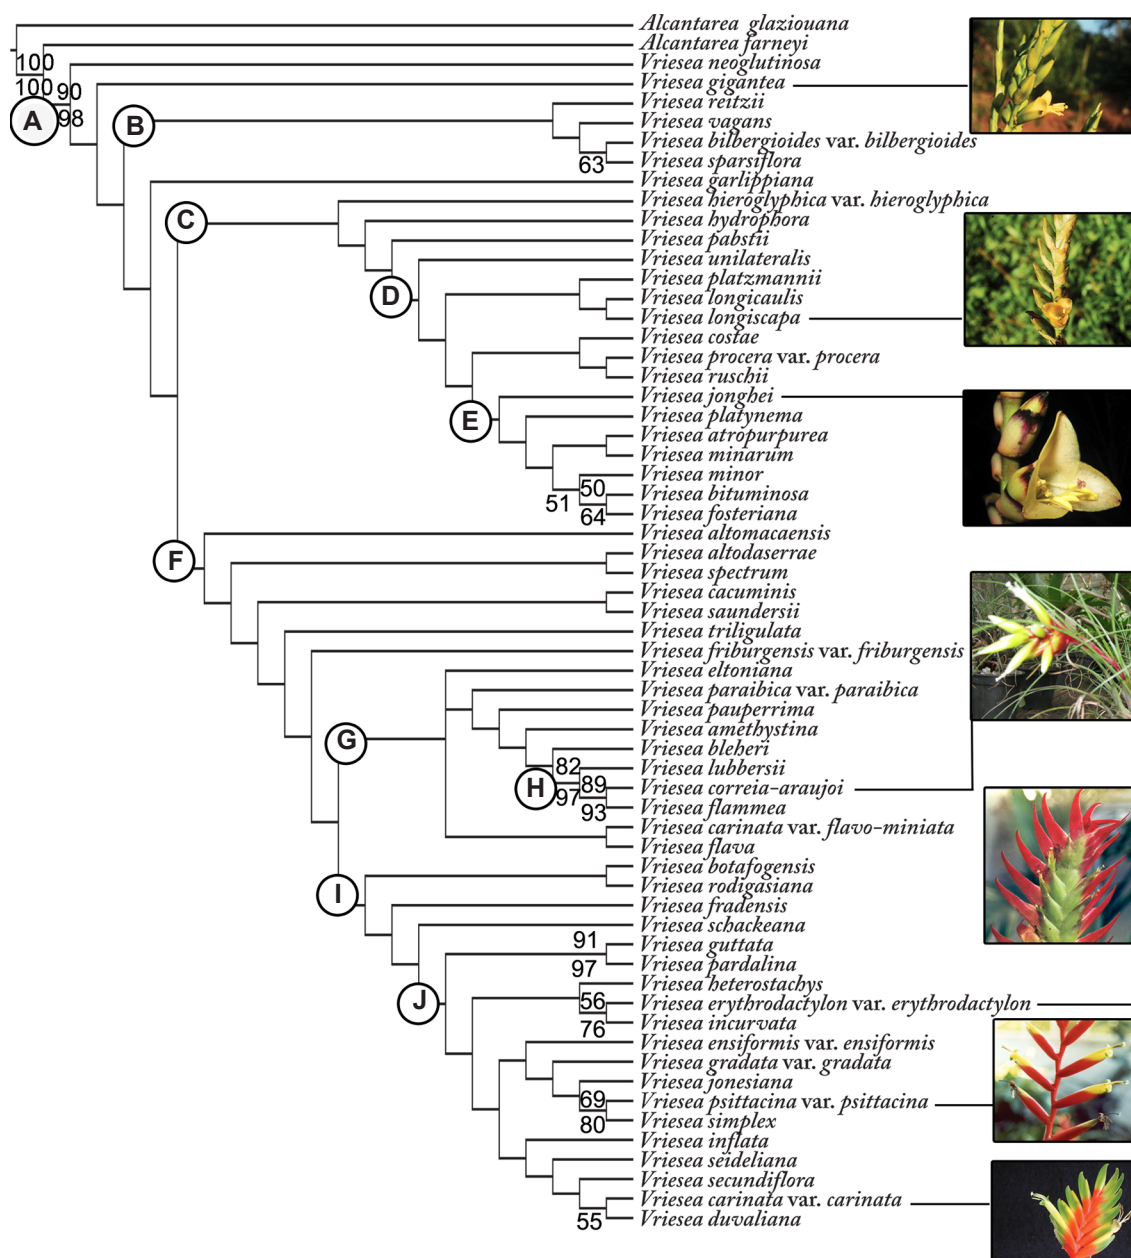 Alcantarea glaziouana
Alcantarea farneyi
100
Vriesea neoglutinosa
100
90
Vriesea gigantea
98
A
B
Vriesea reitzii
Vriesea vagans
Vriesea bilbergioides var. bilbergioides
63
Vriesea sparsiflora
Vriesea garlippiana
Vriesea hieroglyphica var. hieroglyphica
C
Vriesea hydrophora
Vriesea pabstii
Vriesea unilateralis
D
Vriesea platzmannii
Vriesea longicaulis
Vriesea longiscapa
Vriesea costae
Vriesea procera var. procera
Vriesea ruschii
Vriesea jonghei
E
Vriesea platynema
Vriesea atropurpurea
Vriesea minarum
Vriesea minor
50
Vriesea bituminosa
51
64
Vriesea fosteriana
Vriesea altomacaensis
F
Vriesea altodaserrae
Vriesea spectrum
Vriesea cacuminis
Vriesea saundersii
Vriesea triligulata
Vriesea friburgensis var. friburgensis
Vriesea eltoniana
Vriesea paraibica var. paraibica
Vriesea pauperrima
G
Vriesea amethystina
Vriesea bleheri
82
Vriesea lubbersii
H
89
Vriesea correia-araujoi
97
93
Vriesea flammea
Vriesea carinata var. flavo-miniata
Vriesea flava
Vriesea botafogensis
I
Vriesea rodigasiana
Vriesea fradensis
Vriesea schackeana
91
Vriesea guttata
97
Vriesea pardalina
Vriesea heterostachys
J
56
Vriesea erythrodactylon var. erythrodactylon
76
Vriesea incurvata
Vriesea ensiformis var. ensiformis
Vriesea gradata var. gradata
Vriesea jonesiana
69
Vriesea psittacina var. psittacina
80
Vriesea simplex
Vriesea inflata
Vriesea seideliana
Vriesea secundiflora
Vriesea carinata var. carinata
55
Vriesea duvaliana